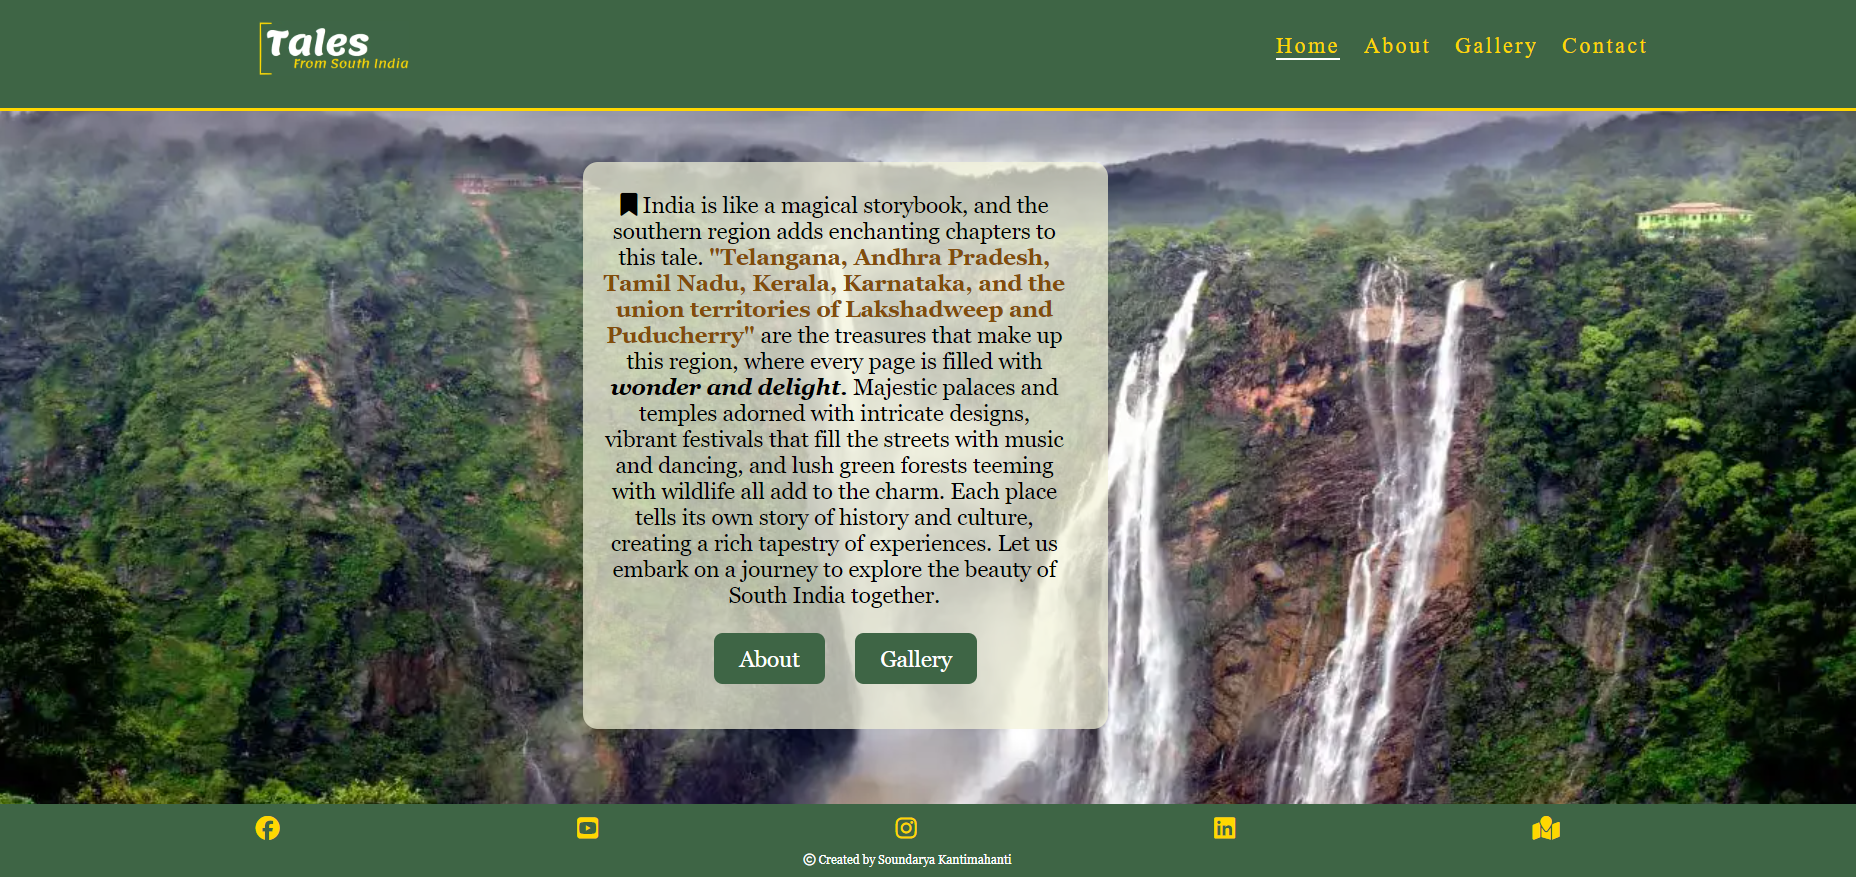 Tales
From South India
Home About Gallery Contact
India is like a magical storybook, and the
southern region adds enchanting chapters to
this tale. "Telangana, Andhra Pradesh,
Tamil Nadu, Kerala, Karnataka, and the
union territories of Lakshadweep and
Puducherry" are the treasures that make up
this region, where every page is filled with
wonder and delight. Majestic palaces and
temples adorned with intricate designs,
vibrant festivals that fill the streets with music
and dancing, and lush green forests teeming
with wildlife all add to the charm. Each place
tells its own story of history and culture,
creating a rich tapestry of experiences. Let us
embark on a journey to explore the beauty of
South India together.
About Gallery
© Created by Soundarya Kantimahanti